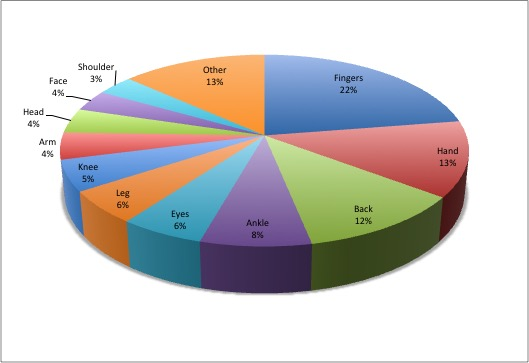 Fingers
22%
Hand
13%
Back
12%
Ankle
8%
Eyes
6%
Leg
6%
Knee
5%
Arm
4%
Head
4%
Face
4%
Shoulder
3%
Other
13%